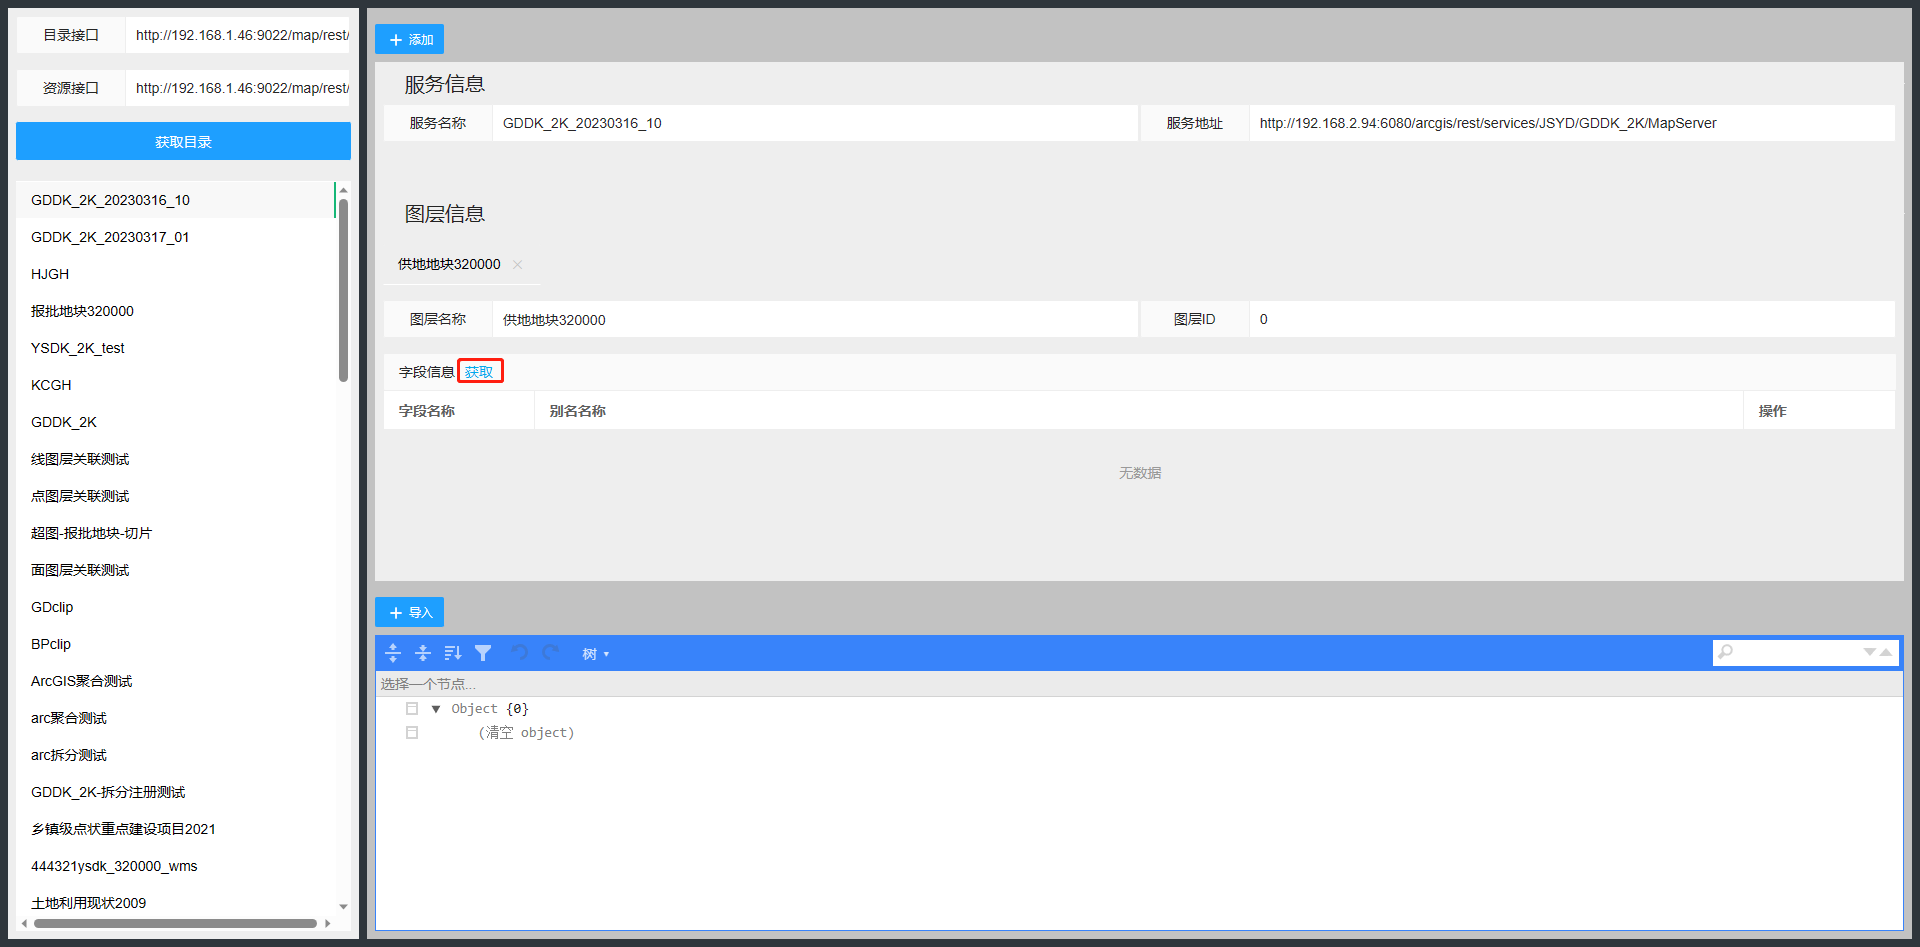 目录接口
http://192.168.1.46:9022/map/rest/
资源接口
http://192.168.1.46:9022/map/rest/
获取目录
GDDK_2K_20230316_10
GDDK_2K_20230317_01
HJGH
报批地块320000
YSDK_2K_test
KCGH
GDDK_2K
线图层关联测试
点图层关联测试
超图-报批地块-切片
面图层关联测试
GDclip
BPclip
ArcGIS聚合测试
arc聚合测试
arc拆分测试
GDDK_2K-拆分注册测试
乡镇级点状重点建设项目2021
444321ysdk_320000_wms
土地利用现状2009
添加
服务信息
服务名称
GDDK_2K_20230316_10
服务地址
http://192.168.2.94:6080/arcgis/rest/services/JSYD/GDDK_2K/MapServer
图层信息
供地地块320000
图层名称
供地地块320000
图层ID
0
字段信息 获取
字段名称
别名名称
操作
无数据
导入
树
选择一个节点...
Object {0}
(清空 object)